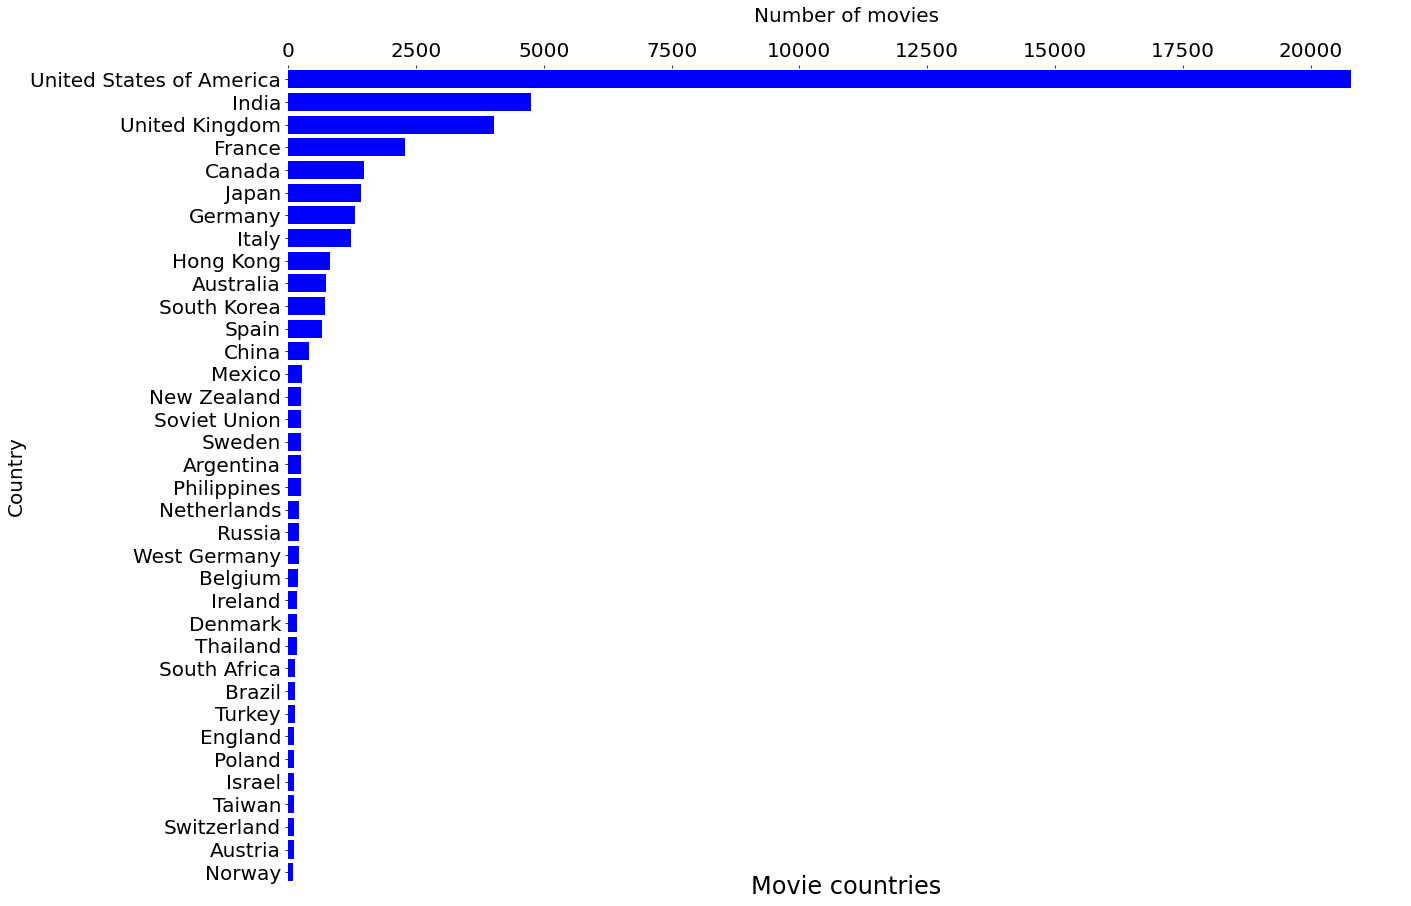 Number of movies
0 2500 5000 7500 10000 12500 15000 17500 20000
United States of America
India
United Kingdom
France
Canada
Japan
Germany
Italy
Hong Kong
Australia
South Korea
Spain
China
Mexico
New Zealand
Soviet Union
Sweden
Argentina
Philippines
Netherlands
Russia
West Germany
Belgium
Ireland
Denmark
Thailand
South Africa
Brazil
Turkey
England
Poland
Israel
Taiwan
Switzerland
Austria
Norway
Country
Movie countries